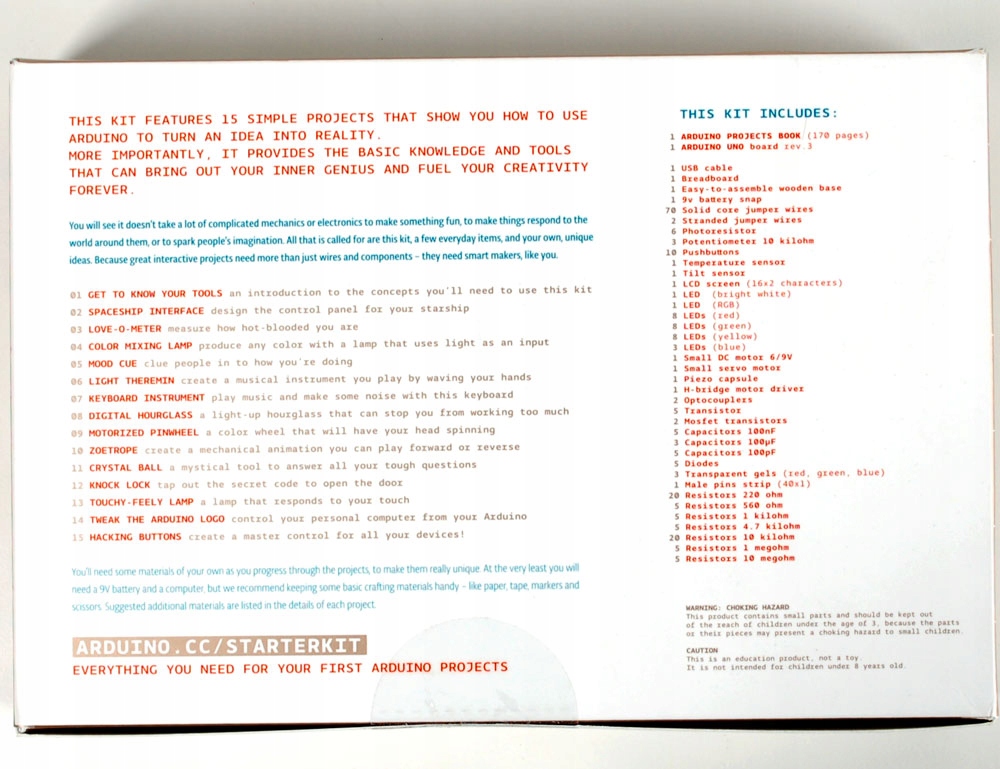 THIS KIT FEATURES 15 SIMPLE PROJECTS THAT SHOW YOU HOW TO USE
ARDUINO TO TURN AN IDEA INTO REALITY.
MORE IMPORTANTLY, IT PROVIDES THE BASIC KNOWLEDGE AND TOOLS
THAT CAN BRING OUT YOUR INNER GENIUS AND FUEL YOUR CREATIVITY
FOREVER.
You will see it doesn't take a lot of complicated mechanics or electronics to make something fun, to make things respond to the
world around them, or to spark people's imagination. All that is called for are this kit, a few everyday items, and your own, unique
ideas. Because great interactive projects need more than just wires and components – they need smart makers, like you.
01 GET TO KNOW YOUR TOOLS an introduction to the concepts you'll need to use this kit
02 SPACESHIP INTERFACE design the control panel for your starship
03 LOVE-O-METER measure how hot-blooded you are
04 COLOR MIXING LAMP produce any color with a lamp that uses light as an input
05 MOOD CUE clue people in to how you're doing
06 LIGHT THEREMIN create a musical instrument you play by waving your hands
07 KEYBOARD INSTRUMENT play music and make some noise with this keyboard
08 DIGITAL HOURGLASS a light-up hourglass that can stop you from working too much
09 MOTORIZED PINWHEEL a color wheel that will have your head spinning
10 ZOETROPE create a mechanical animation you can play forward or reverse
11 CRYSTAL BALL a mystical tool to answer all your tough questions
12 KNOCK LOCK tap out the secret code to open the door
13 TOUCHY-FEELY LAMP a lamp that responds to your touch
14 TWEAK THE ARDUINO LOGO control your personal computer from your Arduino
15 HACKING BUTTONS create a master control for all your devices!
You'll need some materials of your own as you progress through the projects, to make them really unique. At the very least you will
need a 9V battery and a computer, but we recommend keeping some basic crafting materials handy – like paper, tape, markers and
scissors. Suggested additional materials are listed in the details of each project.
ARDUINO.CC/STARTERKIT
EVERYTHING YOU NEED FOR YOUR FIRST ARDUINO PROJECTS
THIS KIT INCLUDES:
1 ARDUINO PROJECTS BOOK (170 pages)
1 ARDUINO UNO board rev.3
1 USB cable
1 Breadboard
1 Easy-to-assemble wooden base
1 9v battery snap
70 Solid core jumper wires
2 Stranded jumper wires
6 Photoresistor
3 Potentiometer 10 kilohm
10 Pushbuttons
1 Temperature sensor
1 Tilt sensor
1 LCD screen (16x2 characters)
1 LED (bright white)
1 LED (RGB)
8 LEDs (red)
8 LEDs (green)
8 LEDs (yellow)
3 LEDs (blue)
1 Small DC motor 6/9V
1 Small servo motor
1 Piezo capsule
1 H-bridge motor driver
2 Optocouplers
5 Transistor
2 Mosfet transistors
5 Capacitors 100nF
3 Capacitors 100µF
5 Capacitors 100pF
5 Diodes
3 Transparent gels (red, green, blue)
1 Male pins strip (40x1)
20 Resistors 220 ohm
5 Resistors 560 ohm
5 Resistors 1 kilohm
5 Resistors 4.7 kilohm
20 Resistors 10 kilohm
5 Resistors 1 megohm
5 Resistors 10 megohm
WARNING: CHOKING HAZARD
This product contains small parts and should be kept out
of the reach of children under the age of 3, because the parts
or their pieces may present a choking hazard to small children.
CAUTION
This is an education product, not a toy.
It is not intended for children under 8 years old.